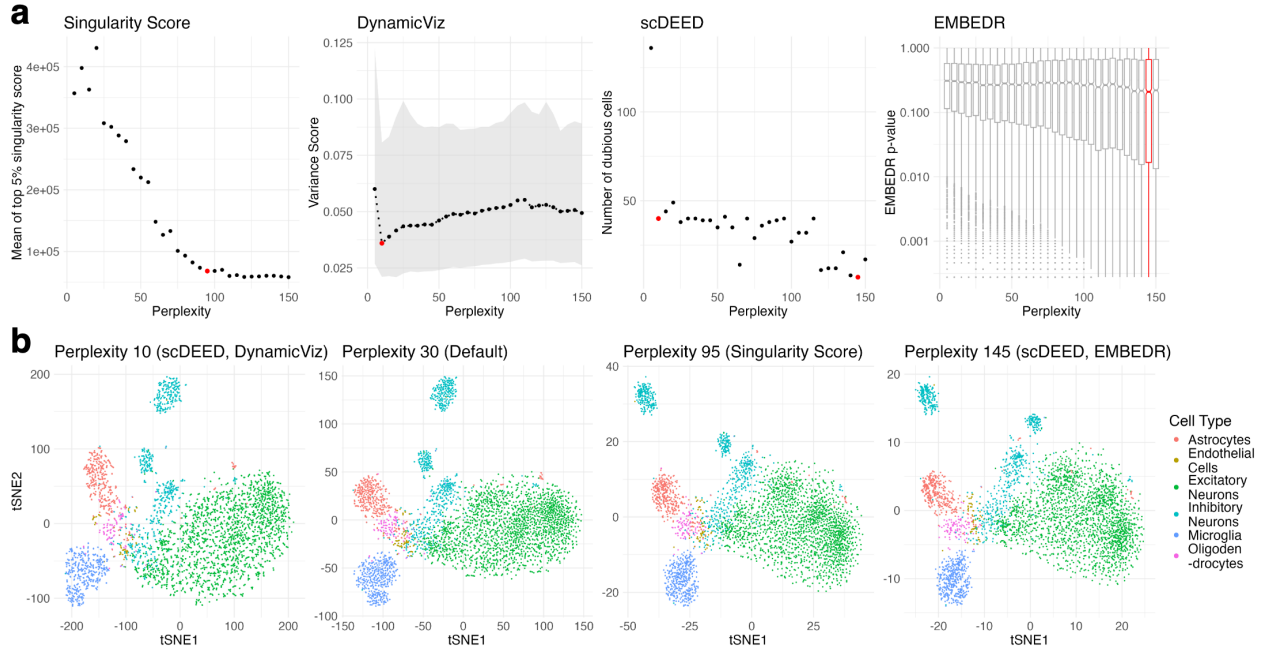 a
Singularity Score
DynamicViz
scDEED
EMBEDR
Mean of top 5% singularity score
4e+05
3e+05
2e+05
1e+05
0
50
100
150
Perplexity
Variance Score
0.125
0.100
0.075
0.050
0.025
0
50
100
150
Perplexity
Number of dubious cells
100
50
0
50
100
150
Perplexity
EMBEDR p-value
1.000
0.100
0.010
0.001
0
50
100
150
Perplexity
b
Perplexity 10 (scDEED, DynamicViz)
Perplexity 30 (Default)
Perplexity 95 (Singularity Score)
Perplexity 145 (scDEED, EMBEDR)
tSNE2
200
100
0
-100
-200
-100
0
100
200
tSNE1
150
100
50
0
-50
-100
-150
-100
-50
0
50
100
150
tSNE1
40
20
0
-20
-50
-25
0
25
tSNE1
20
10
0
-10
-20
-10
0
10
20
tSNE1
Cell Type
Astrocytes
Endothelial
Cells
Excitatory
Neurons
Inhibitory
Neurons
Microglia
Oligoden
-drocytes